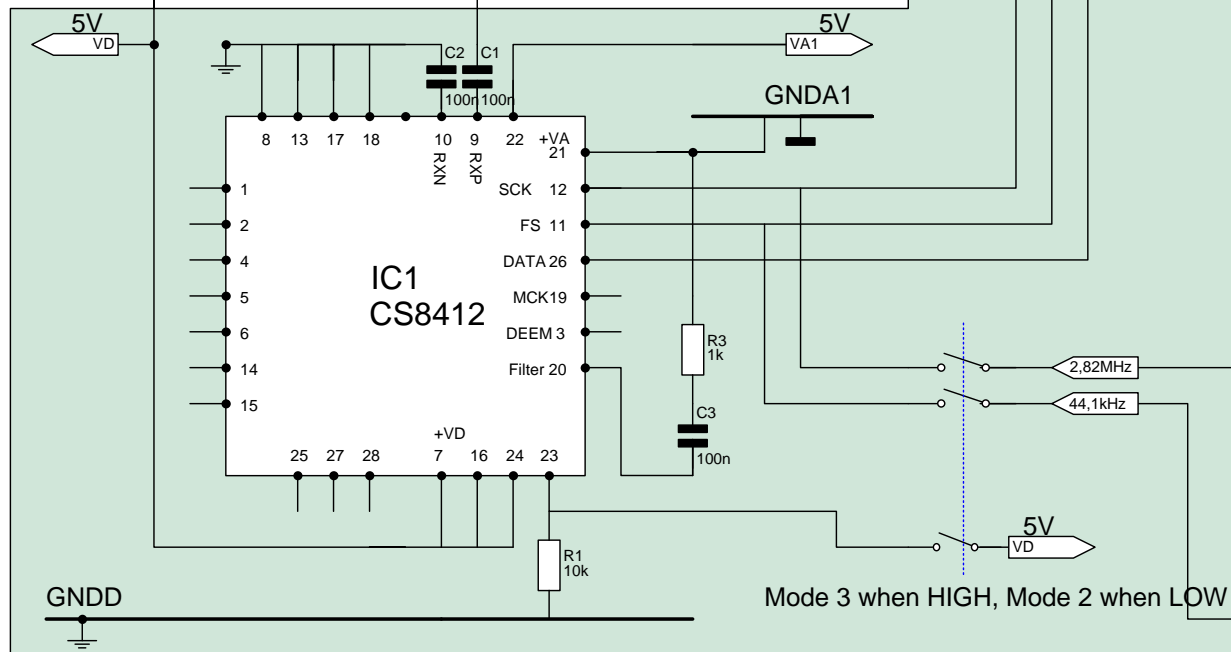 5V
VD
5V
VA1
C2
C1
100n
100n
GNDA1
8
13
17
18
10
9
22
+VA
21
RXN
RXP
SCK 12
FS 11
DATA 26
MCK 19
DEEM 3
Filter 20
1
2
4
5
6
14
15
IC1
CS8412
R3
1k
C3
100n
2,82MHz
44,1kHz
+VD
25
27
28
7
16
24
23
R1
10k
5V
VD
GNDD
Mode 3 when HIGH, Mode 2 when LOW